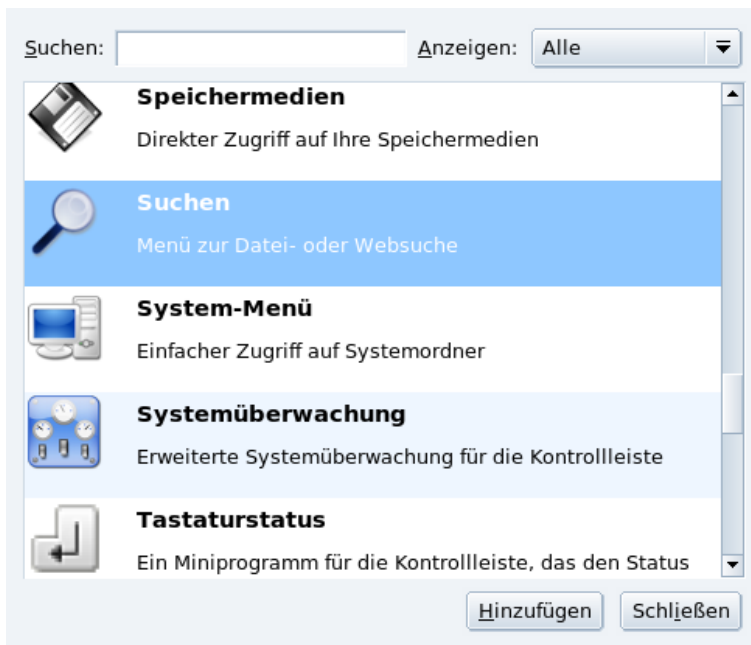 Suchen: Anzeigen: Alle
Speichermedien
Direkter Zugriff auf Ihre Speichermedien
Suchen
Menü zur Datei- oder Websuche
System-Menü
Einfacher Zugriff auf Systemordner
Systemüberwachung
Erweiterte Systemüberwachung für die Kontrollleiste
Tastaturstatus
Ein Miniprogramm für die Kontrollleiste, das den Status
Hinzufügen Schließen